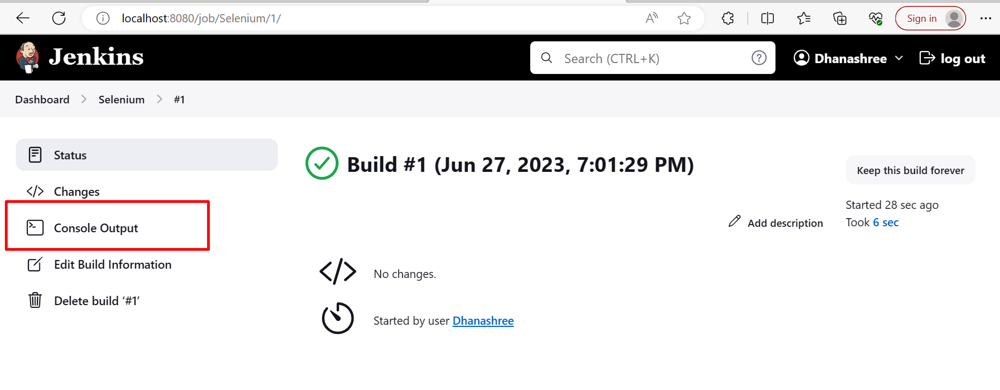 localhost:8080/job/Selenium/1/
Sign in
Jenkins
Search (CTRL+K)
Dhanashree
log out
Dashboard > Selenium > #1
Status
Changes
Console Output
Edit Build Information
Delete build ‘#1’
Build #1 (Jun 27, 2023, 7:01:29 PM)
Keep this build forever
Started 28 sec ago
Took 6 sec
Add description
No changes.
Started by user Dhanashree